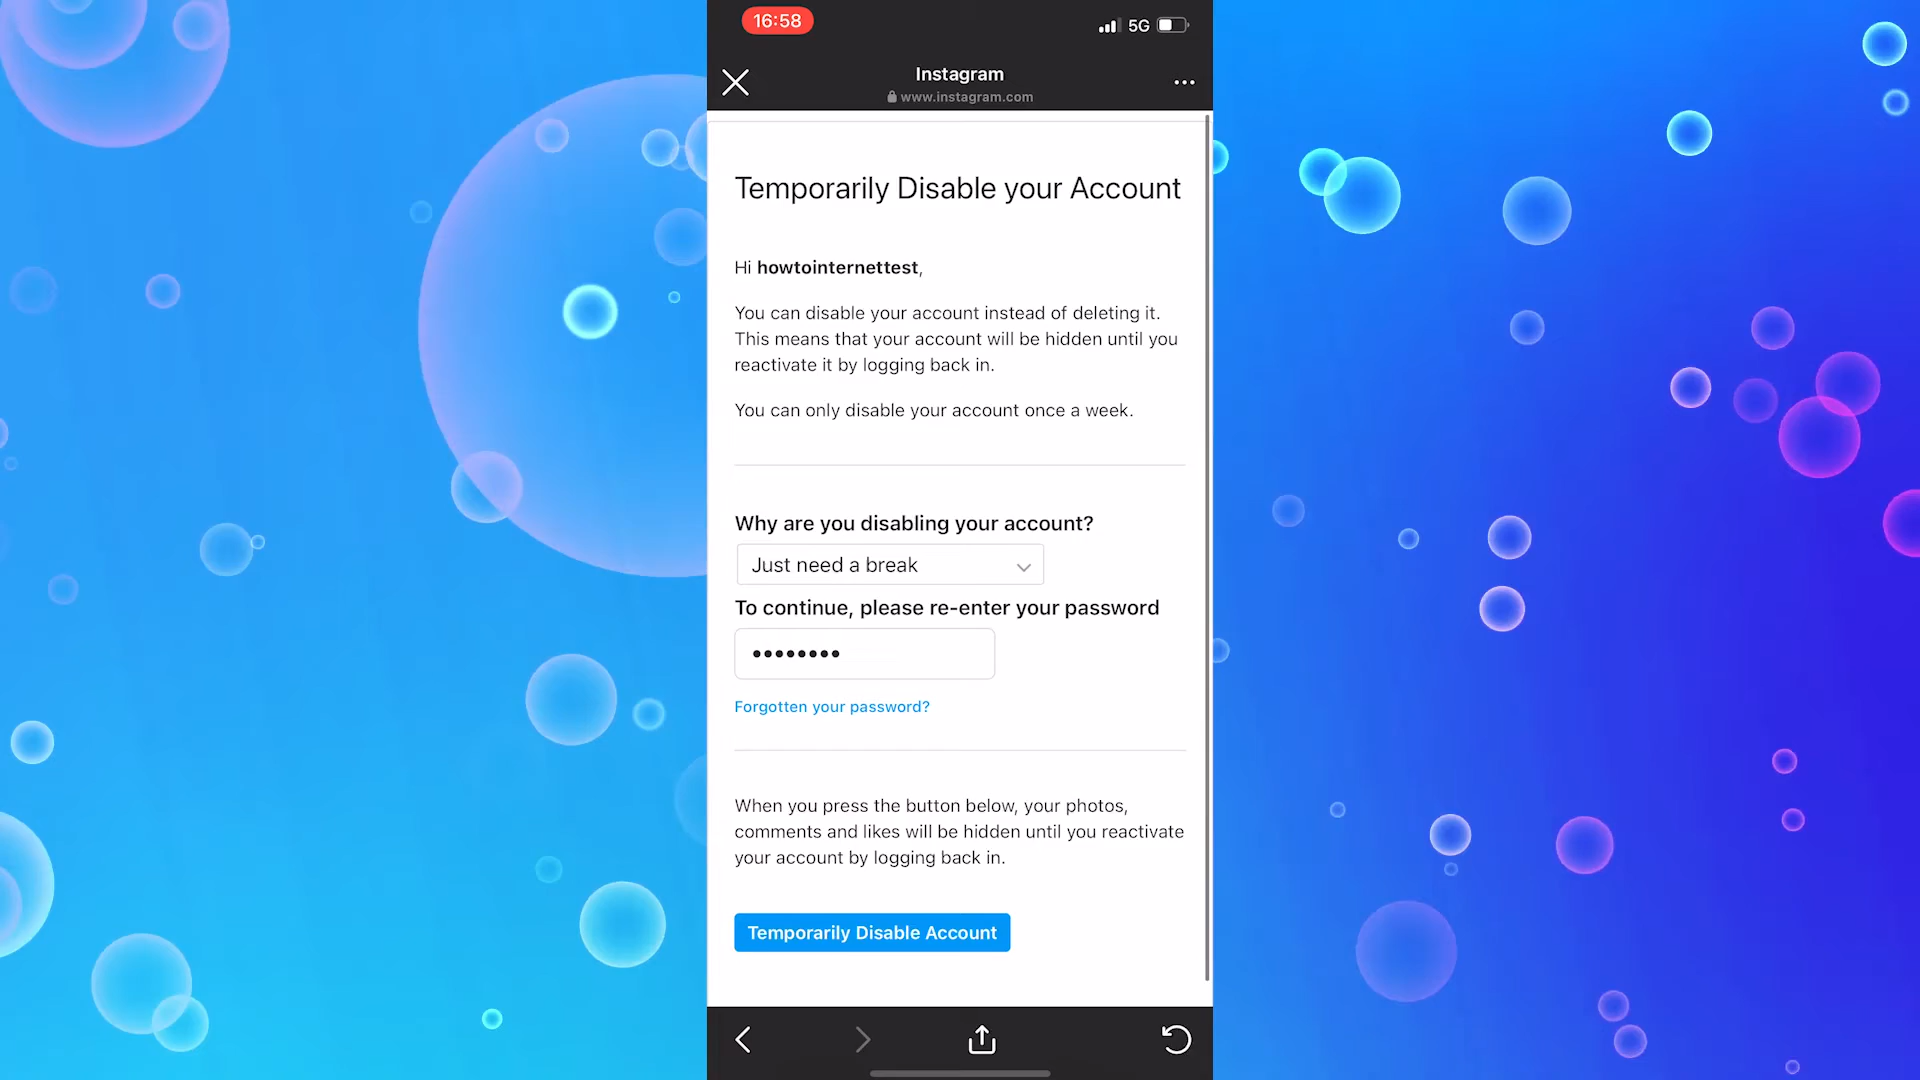 16:58
5G
Instagram
www.instagram.com
Temporarily Disable your Account
Hi howtointernettest,
You can disable your account instead of deleting it.
This means that your account will be hidden until you
reactivate it by logging back in.
You can only disable your account once a week.
Why are you disabling your account?
Just need a break
To continue, please re-enter your password
••••••••
Forgotten your password?
When you press the button below, your photos,
comments and likes will be hidden until you reactivate
your account by logging back in.
Temporarily Disable Account